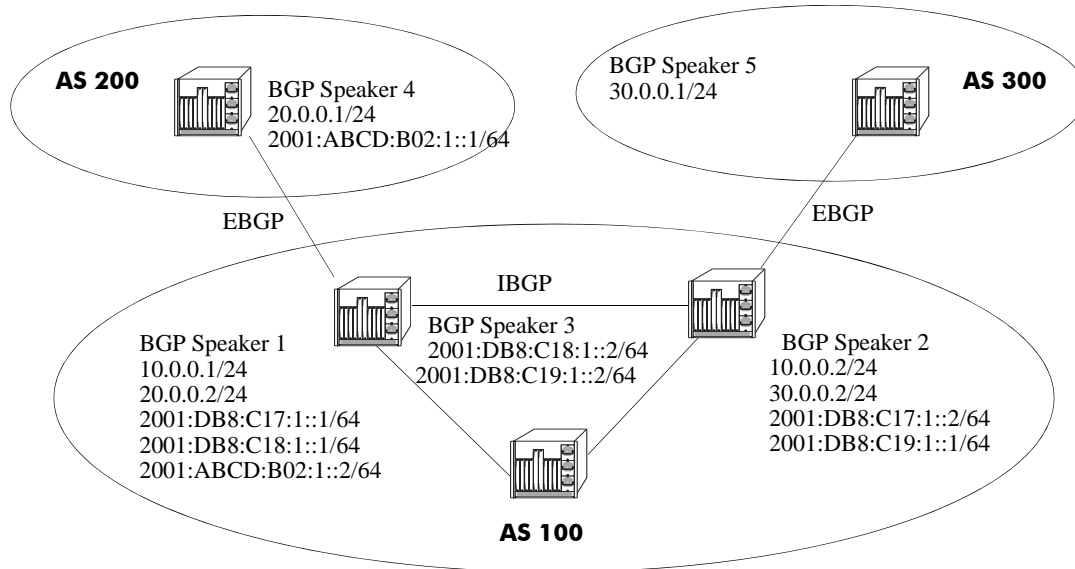 AS 200
BGP Speaker 4
20.0.0.1/24
2001:ABCD:B02:1::1/64
BGP Speaker 5
30.0.0.1/24
AS 300
EBGP
EBGP
IBGP
BGP Speaker 1
10.0.0.1/24
20.0.0.2/24
2001:DB8:C17:1::1/64
2001:DB8:C18:1::1/64
2001:ABCD:B02:1::2/64
BGP Speaker 3
2001:DB8:C18:1::2/64
2001:DB8:C19:1::2/64
BGP Speaker 2
10.0.0.2/24
30.0.0.2/24
2001:DB8:C17:1::2/64
2001:DB8:C19:1::1/64
AS 100